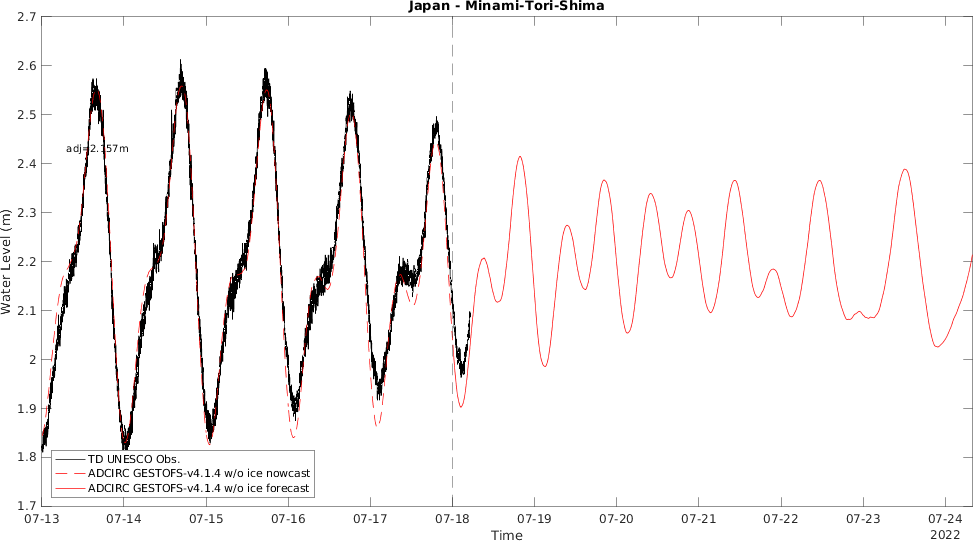 Japan - Minami-Tori-Shima
2.7
2.6
2.5
2.4
2.3
2.2
2.1
2
1.9
1.8
1.7
Water Level (m)
adj=2.157m
TD UNESCO Obs.
ADCIRC GESTOFS-v4.1.4 w/o ice nowcast
ADCIRC GESTOFS-v4.1.4 w/o ice forecast
07-13 07-14 07-15 07-16 07-17 07-18 07-19 07-20 07-21 07-22 07-23 07-24
Time
2022